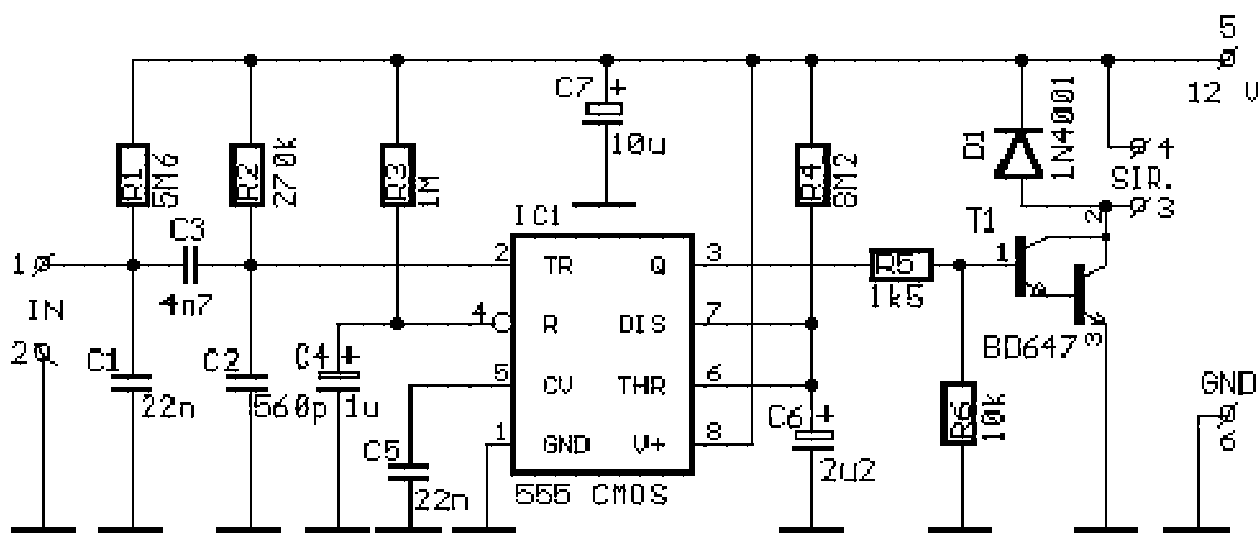 5
12 V
C7 +
10u
R1
5M6
R2
270k
R3
1M
R4
8M2
D1
1N4001
4
SIR.
3
2
T1
IC1
C3
4n7
1
IN
2
2
TR
Q
3
R5
1k5
1
4
R
DIS
7
BD647
3
C1
22n
C2
560p
C4 +
1u
5
CV
THR
6
C6 +
2u2
R6
10k
GND
6
1
GND
V+
8
C5
22n
555 CMOS